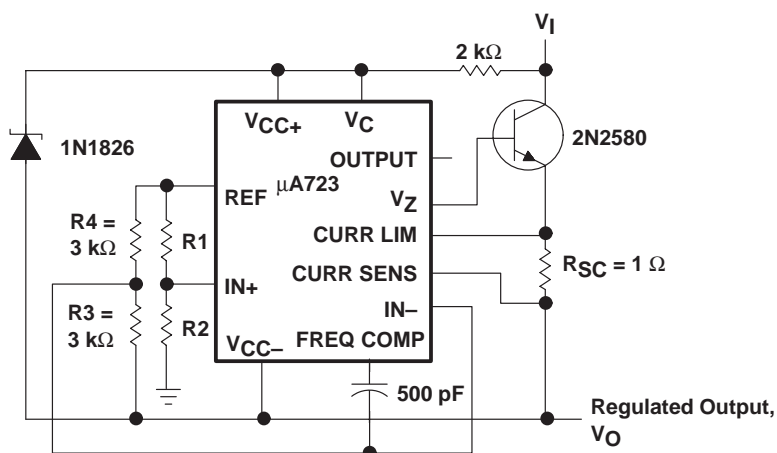 V_I
2 kΩ
V_CC+
V_C
1N1826
2N2580
OUTPUT
μA723
REF
V_Z
R4 =
3 kΩ
R1
CURR LIM
CURR SENS
R_SC = 1 Ω
IN+
IN–
R3 =
3 kΩ
R2
V_CC–
FREQ COMP
500 pF
Regulated Output,
V_O